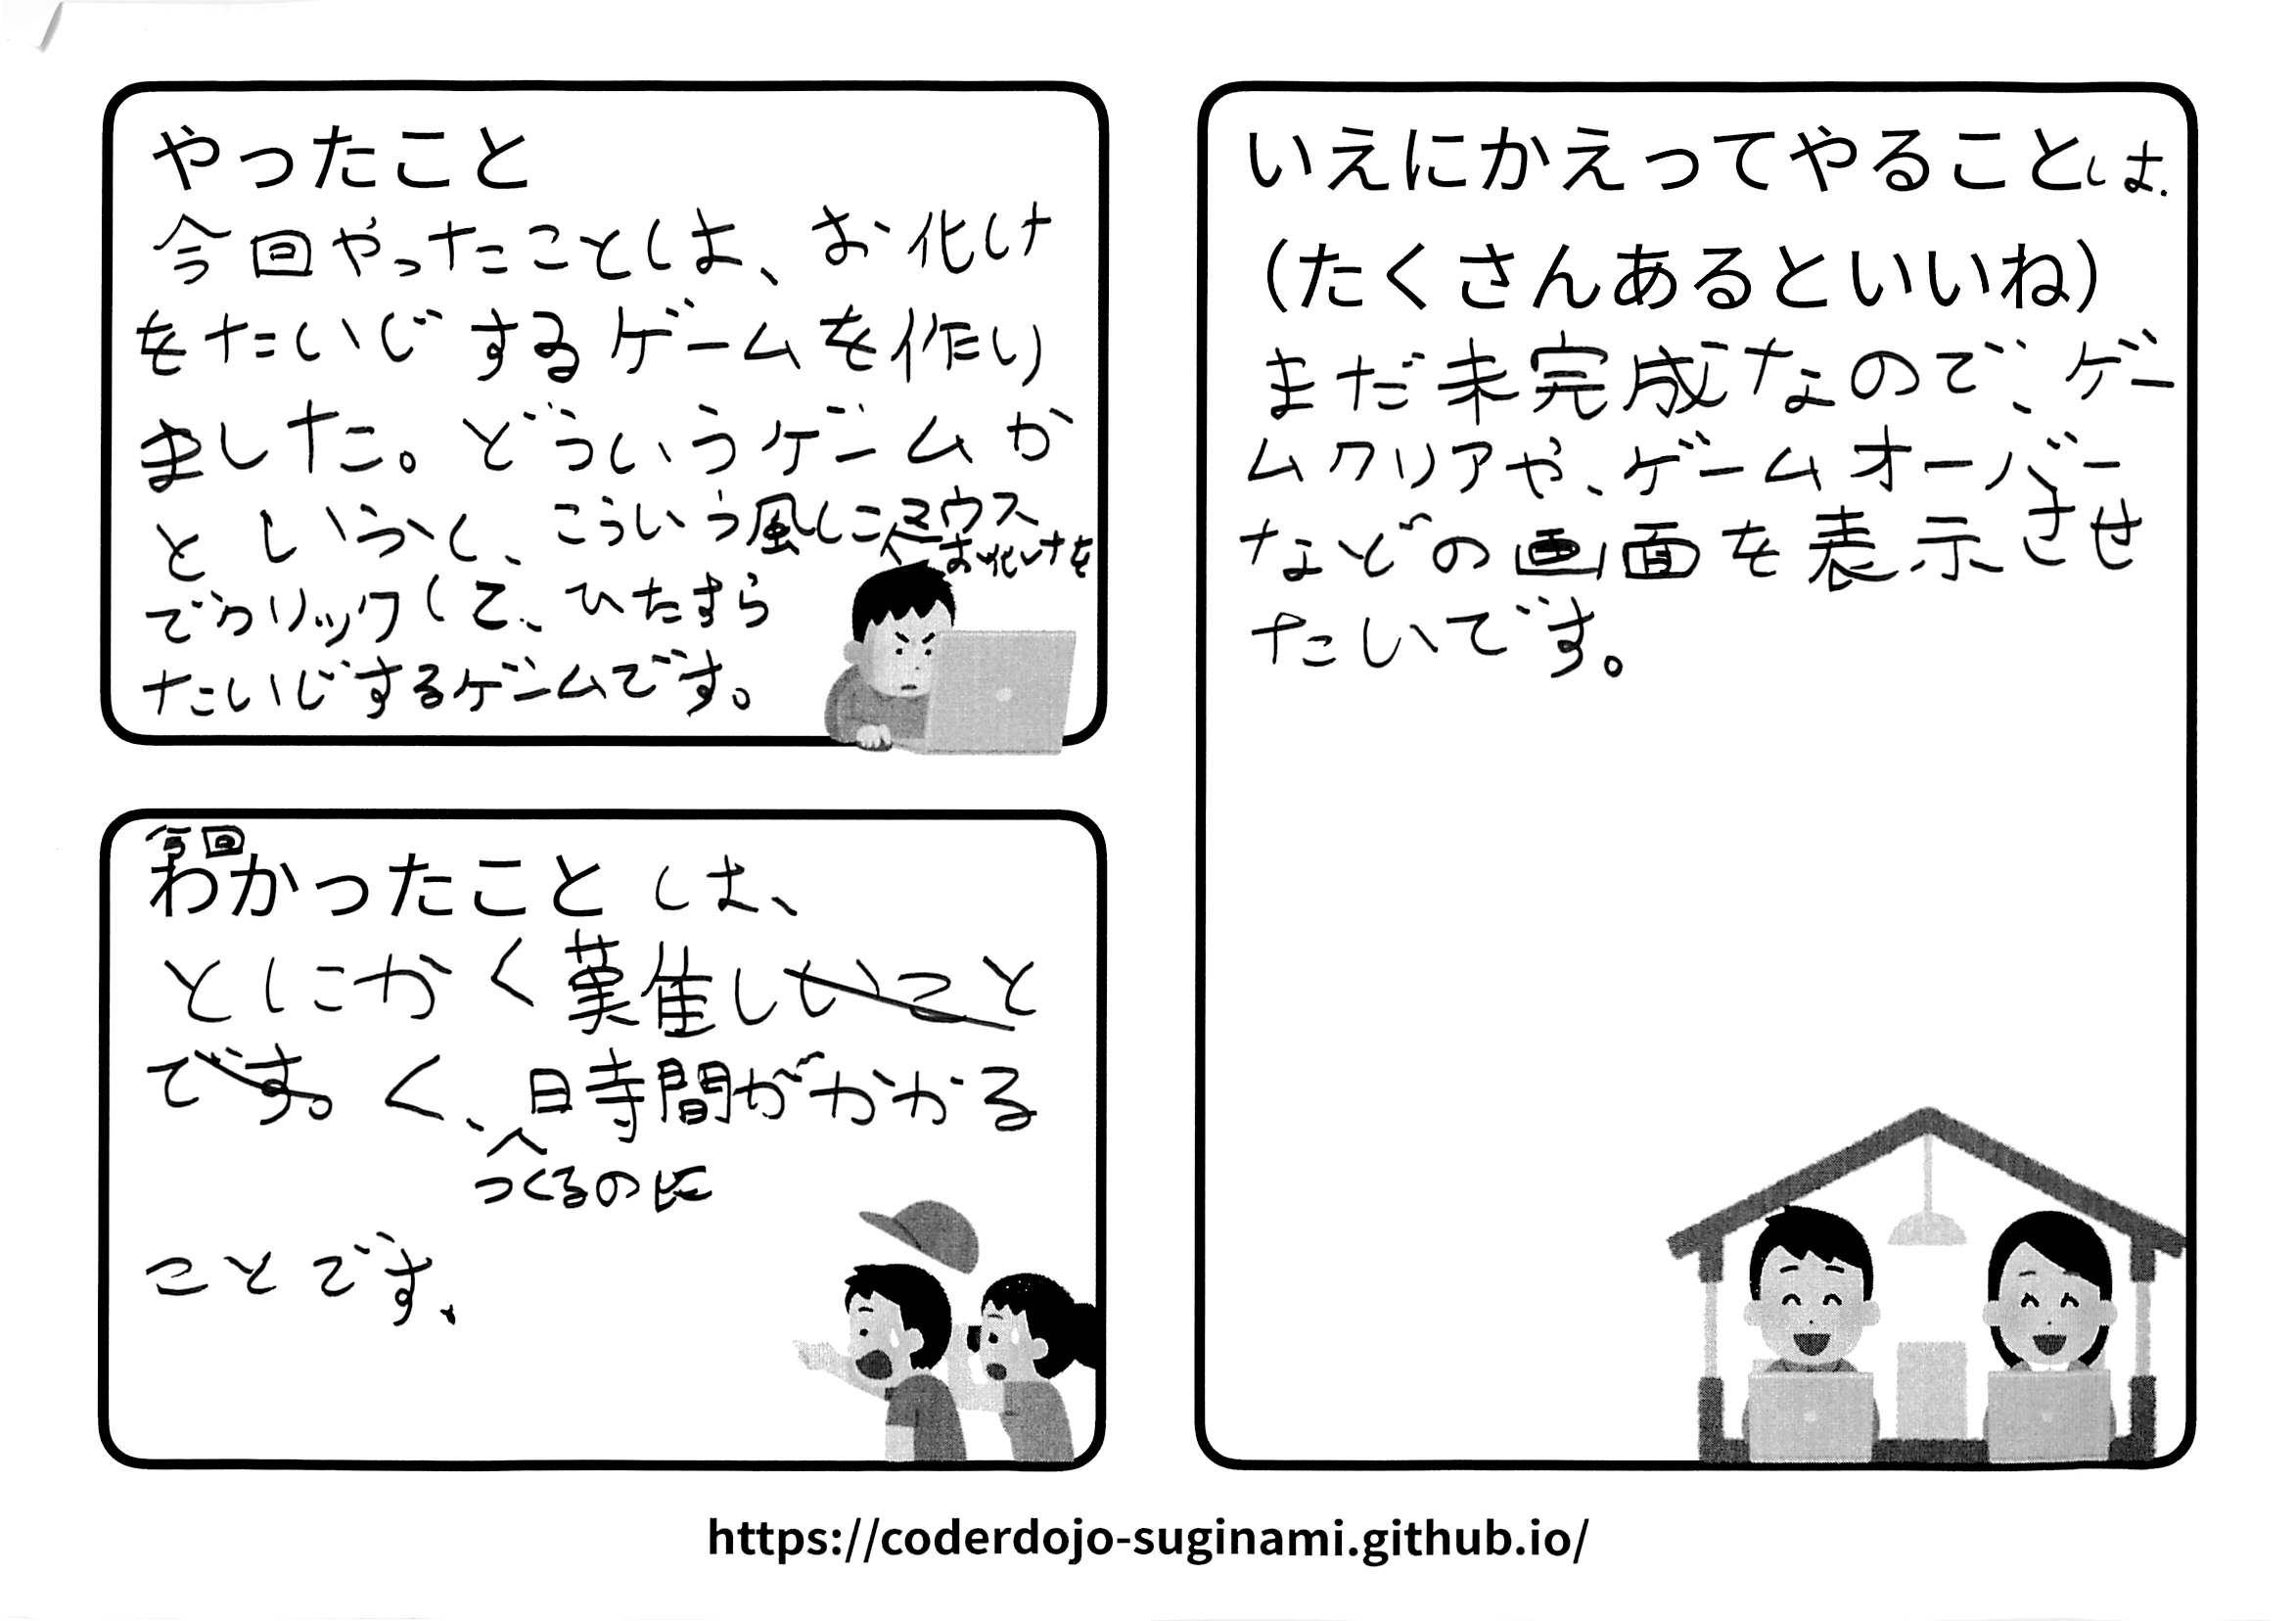 やったこと
今回やったことは、お化け
をたいじするゲームを作り
ました。どういうゲームか
というと、こういう風にマウス
お化けを
でクリックして、ひたすら
たいじするゲームです。
今回
わかったことは、
とにかく難しいこと
です。く、時間がかかる
つくるのに
ことです、
いえにかえってやることは、
(たくさんあるといいね)
まだ未完成なので、ゲー
ムクリアや、ゲームオーバー
などの画面を表示させ
たいです。
https://coderdojo-suginami.github.io/